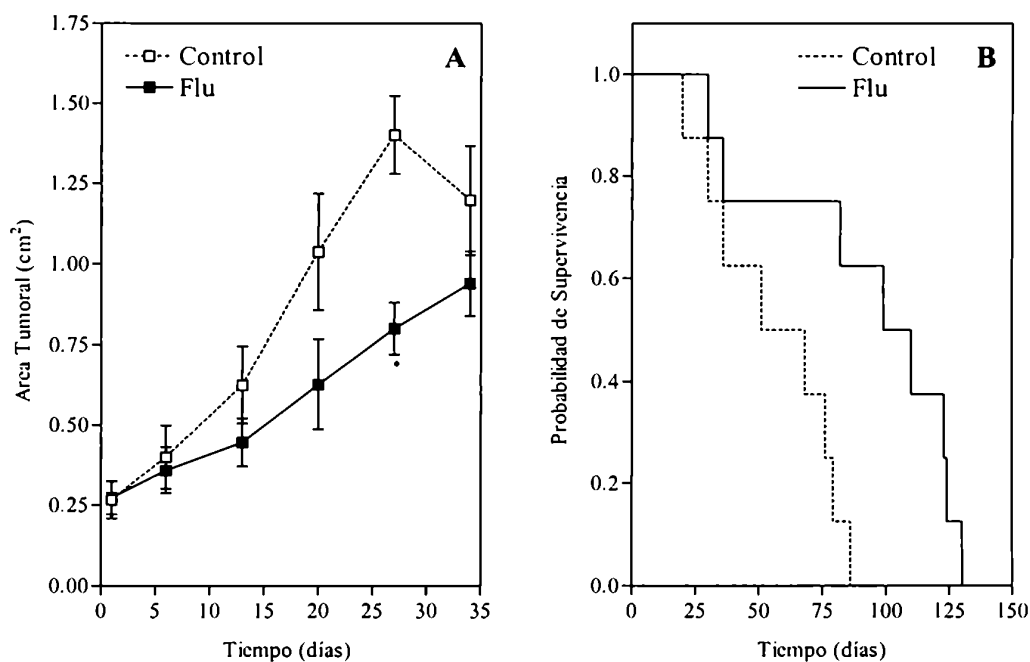 1.75
1.50
1.25
1.00
0.75
0.50
0.25
0.00
Area Tumoral (cm²)
Control
Flu
A
*
0 5 10 15 20 25 30 35
Tiempo (días)
1.0
0.8
0.6
0.4
0.2
0.0
Probabilidad de Supervivencia
Control
Flu
B
0 25 50 75 100 125 150
Tiempo (días)